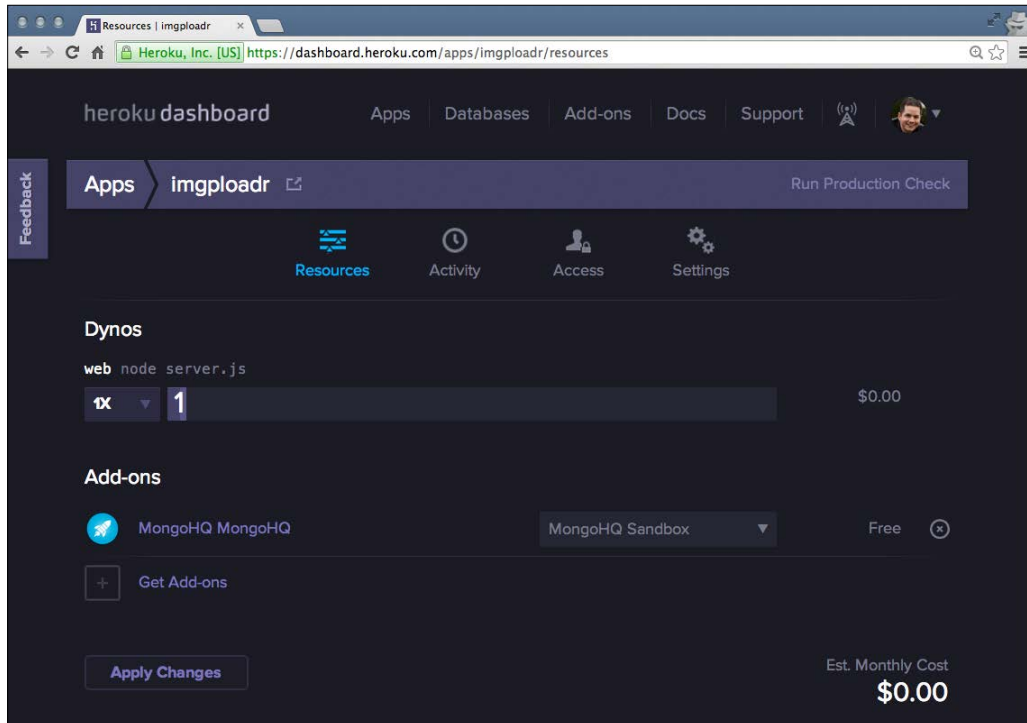 Resources | imgploadr
Heroku, Inc. [US] https://dashboard.heroku.com/apps/imgploadr/resources
heroku dashboard Apps Databases Add-ons Docs Support
Feedback
Apps imgploadr Run Production Check
Resources Activity Access Settings
Dynos
web node server.js
1X 1 $0.00
Add-ons
MongoHQ MongoHQ MongoHQ Sandbox Free
+ Get Add-ons
Apply Changes
Est. Monthly Cost
$0.00